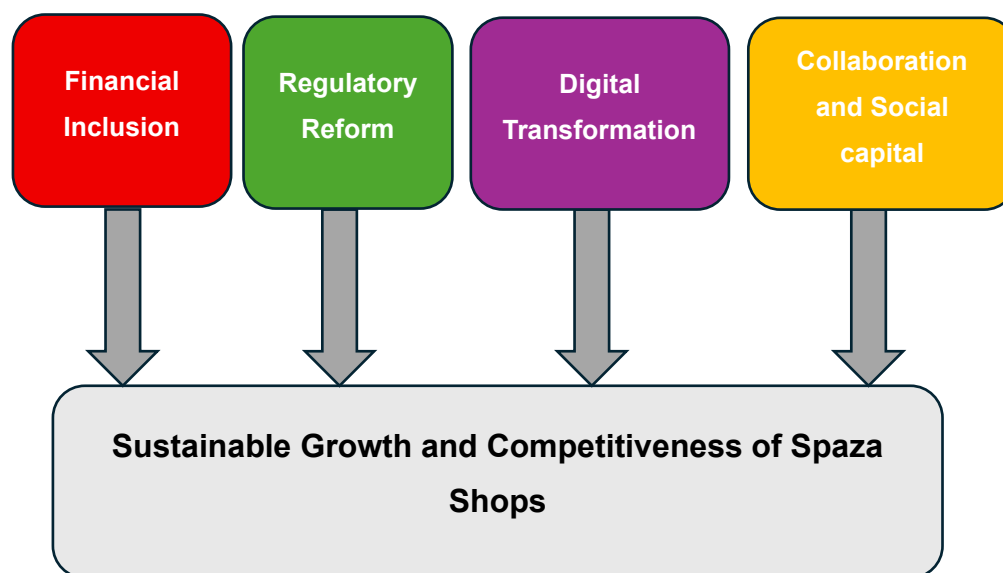 Financial
Inclusion
Regulatory
Reform
Digital
Transformation
Collaboration
and Social
capital
Sustainable Growth and Competitiveness of Spaza
Shops